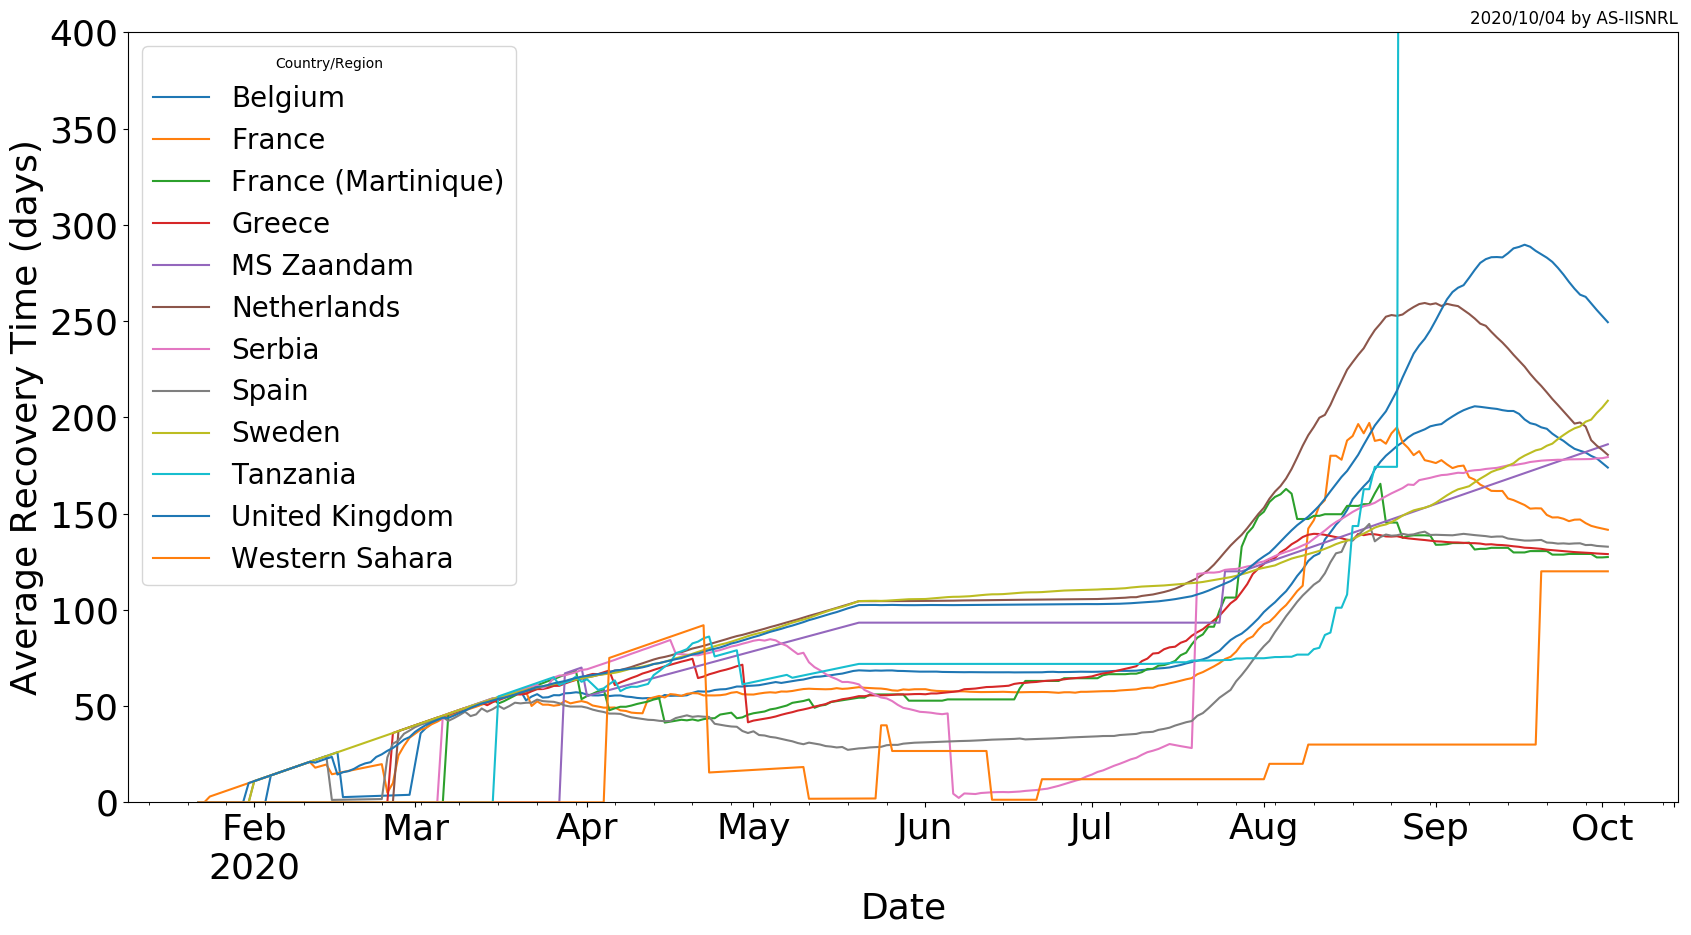 2020/10/04 by AS-IISNRL
Average Recovery Time (days)
400
350
300
250
200
150
100
50
0
Country/Region
Belgium
France
France (Martinique)
Greece
MS Zaandam
Netherlands
Serbia
Spain
Sweden
Tanzania
United Kingdom
Western Sahara
Feb Mar Apr May Jun Jul Aug Sep Oct
2020
Date